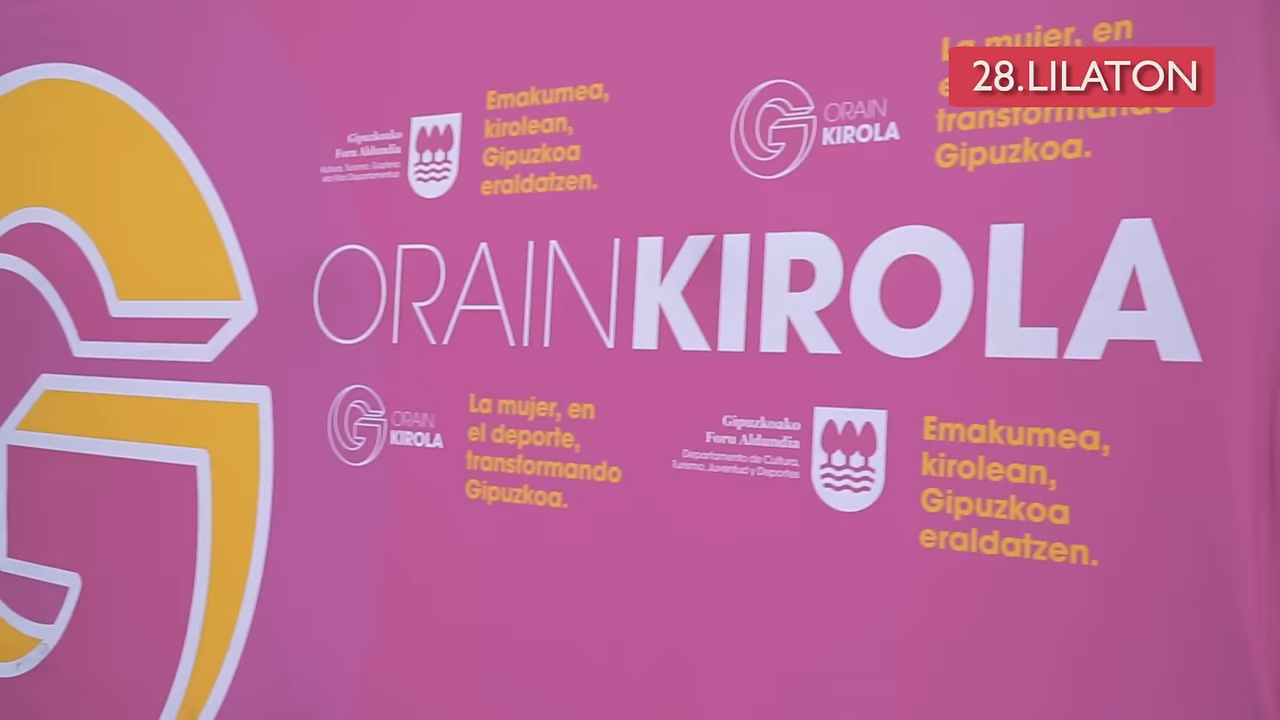 28.LILATON
Gipuzkoako
Foru Aldundia
Emakumea,
kirolean,
Gipuzkoa
eraldatzen.
G
ORAIN
KIROLA
La mujer, en
transformando
Gipuzkoa.
G
ORAINKIROLA
G
ORAIN
KIROLA
La mujer, en
el deporte,
transformando
Gipuzkoa.
Gipuzkoako
Foru Aldundia
Departamento de Cultura,
Turismo, Juventud y Deportes
Emakumea,
kirolean,
Gipuzkoa
eraldatzen.